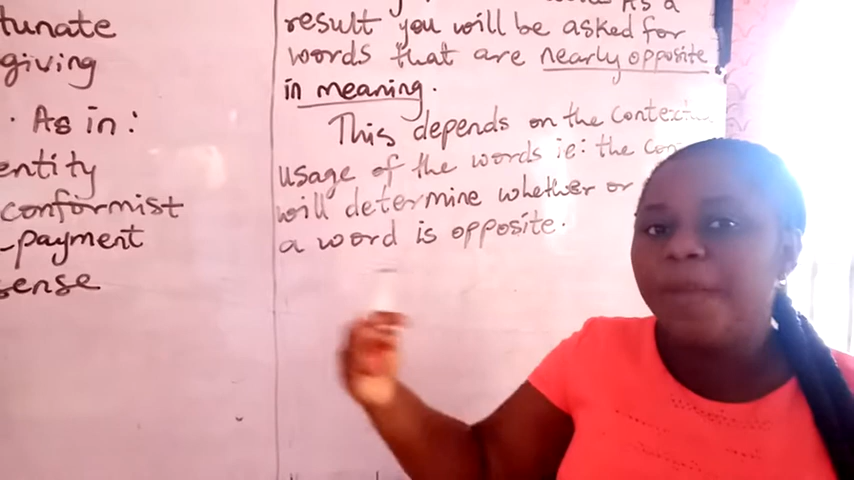 tunate
giving
. As in:
entity
conformist
-payment
sense
As a
result you will be asked for
words that are nearly opposite
in meaning.
This depends on the
usage of the words ie: the
will determine whether or
a word is opposite.